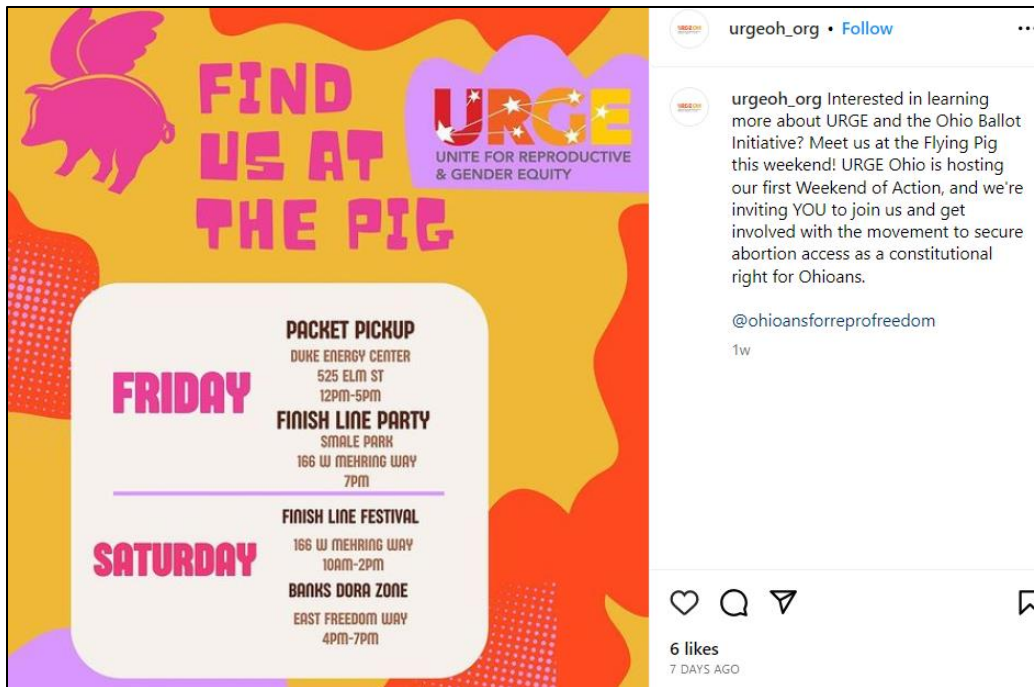 FIND
US AT
THE PIG
URGE
UNITE FOR REPRODUCTIVE
& GENDER EQUITY
FRIDAY
PACKET PICKUP
DUKE ENERGY CENTER
525 ELM ST
12PM-5PM
FINISH LINE PARTY
SMALE PARK
166 W MEHRING WAY
7PM
SATURDAY
FINISH LINE FESTIVAL
166 W MEHRING WAY
10AM-2PM
BANKS DORA ZONE
EAST FREEDOM WAY
4PM-7PM
urgeoh_org • Follow
urgeoh_org Interested in learning
more about URGE and the Ohio Ballot
Initiative? Meet us at the Flying Pig
this weekend! URGE Ohio is hosting
our first Weekend of Action, and we're
inviting YOU to join us and get
involved with the movement to secure
abortion access as a constitutional
right for Ohioans.
@ohioansforreprofreedom
1w
6 likes
7 DAYS AGO